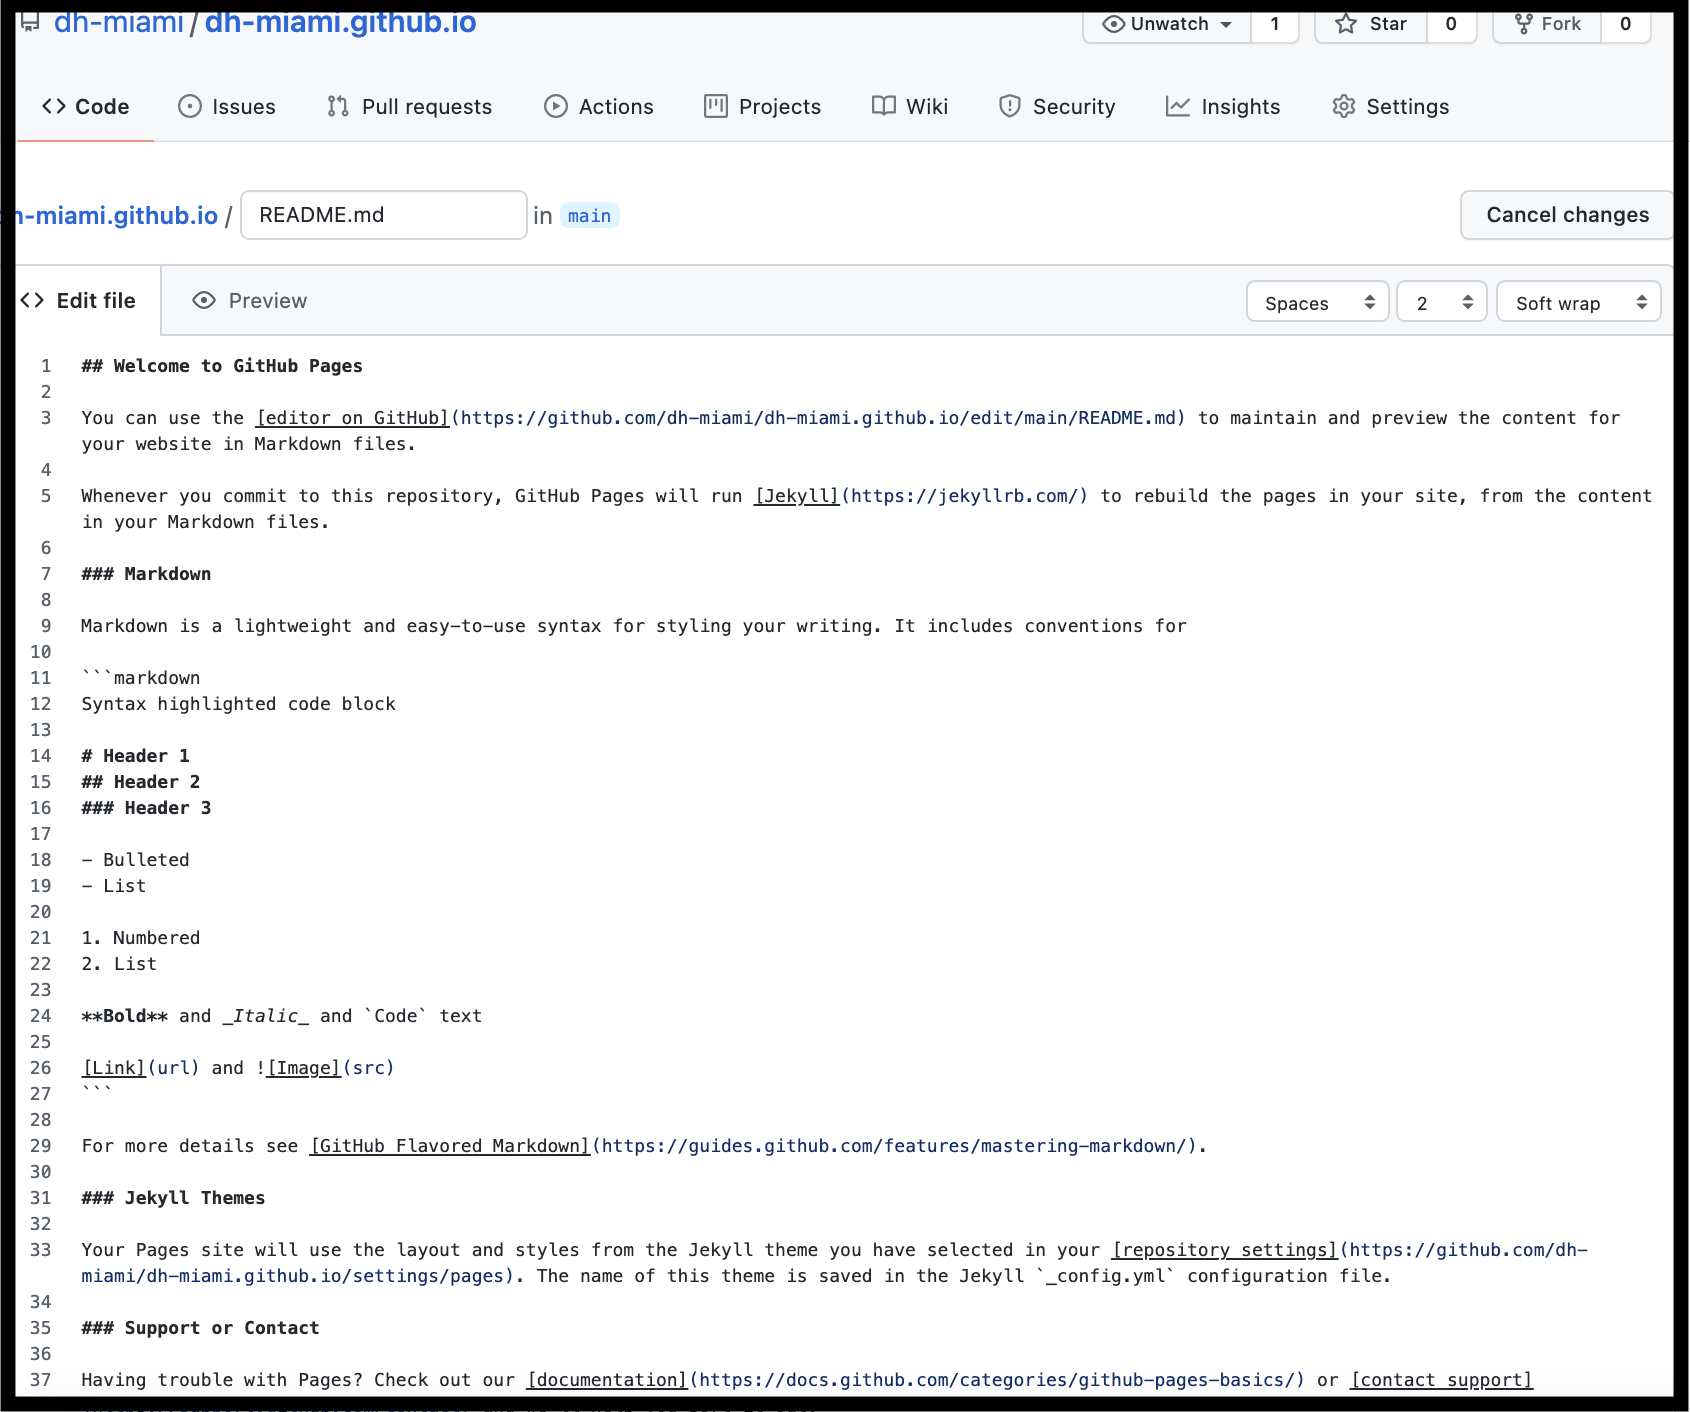 dh-miami / dh-miami.github.io Unwatch 1 Star 0 Fork 0
Code Issues Pull requests Actions Projects Wiki Security Insights Settings
h-miami.github.io / README.md in main Cancel changes
Edit file Preview Spaces 2 Soft wrap
1 ## Welcome to GitHub Pages
2
3 You can use the [editor on GitHub](https://github.com/dh-miami/dh-miami.github.io/edit/main/README.md) to maintain and preview the content for
your website in Markdown files.
4
5 Whenever you commit to this repository, GitHub Pages will run [Jekyll](https://jekyllrb.com/) to rebuild the pages in your site, from the content
in your Markdown files.
6
7 ### Markdown
8
9 Markdown is a lightweight and easy-to-use syntax for styling your writing. It includes conventions for
10
11 ```markdown
12 Syntax highlighted code block
13
14 # Header 1
15 ## Header 2
16 ### Header 3
17
18 - Bulleted
19 - List
20
21 1. Numbered
22 2. List
23
24 **Bold** and _Italic_ and `Code` text
25
26 [Link](url) and ![Image](src)
27 ```
28
29 For more details see [GitHub Flavored Markdown](https://guides.github.com/features/mastering-markdown/).
30
31 ### Jekyll Themes
32
33 Your Pages site will use the layout and styles from the Jekyll theme you have selected in your [repository settings](https://github.com/dh-
miami/dh-miami.github.io/settings/pages). The name of this theme is saved in the Jekyll `_config.yml` configuration file.
34
35 ### Support or Contact
36
37 Having trouble with Pages? Check out our [documentation](https://docs.github.com/categories/github-pages-basics/) or [contact support]